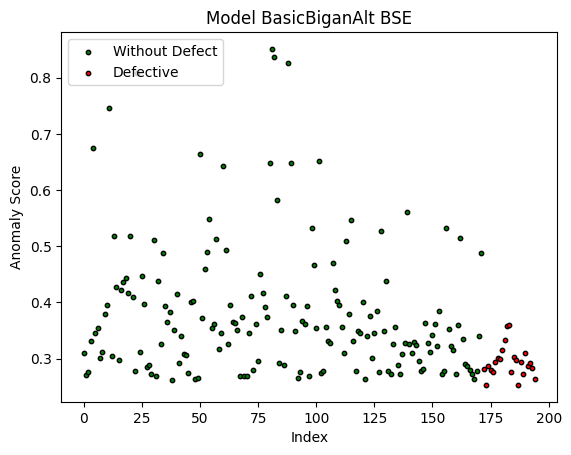 Model BasicBiganAlt BSE
Without Defect
Defective
Anomaly Score
0.8
0.7
0.6
0.5
0.4
0.3
0 25 50 75 100 125 150 175 200
Index